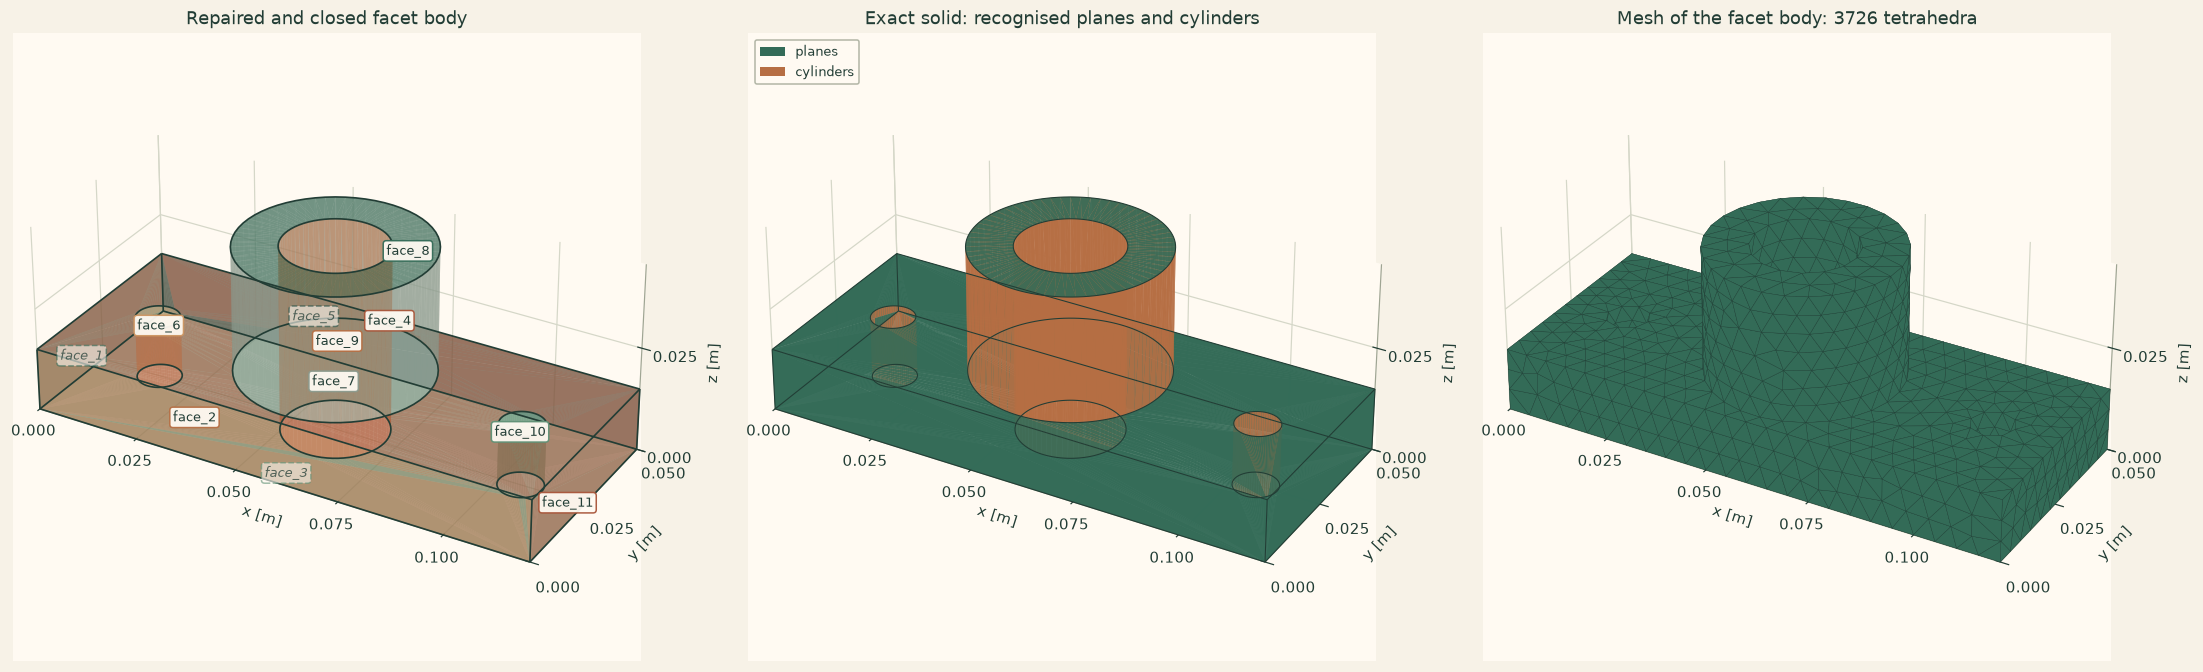 Repaired and closed facet body
face_8
face_5
face_4
face_6
face_9
face_1
face_7
face_2
face_10
face_3
face_11
0.000
0.025
0.050
0.075
0.100
x [m]
0.000
0.025
0.050
y [m]
0.000
0.025
z [m]
Exact solid: recognised planes and cylinders
planes
cylinders
0.000
0.025
0.050
0.075
0.100
x [m]
0.000
0.025
0.050
y [m]
0.000
0.025
z [m]
Mesh of the facet body: 3726 tetrahedra
0.000
0.025
0.050
0.075
0.100
x [m]
0.000
0.025
0.050
y [m]
0.000
0.025
z [m]